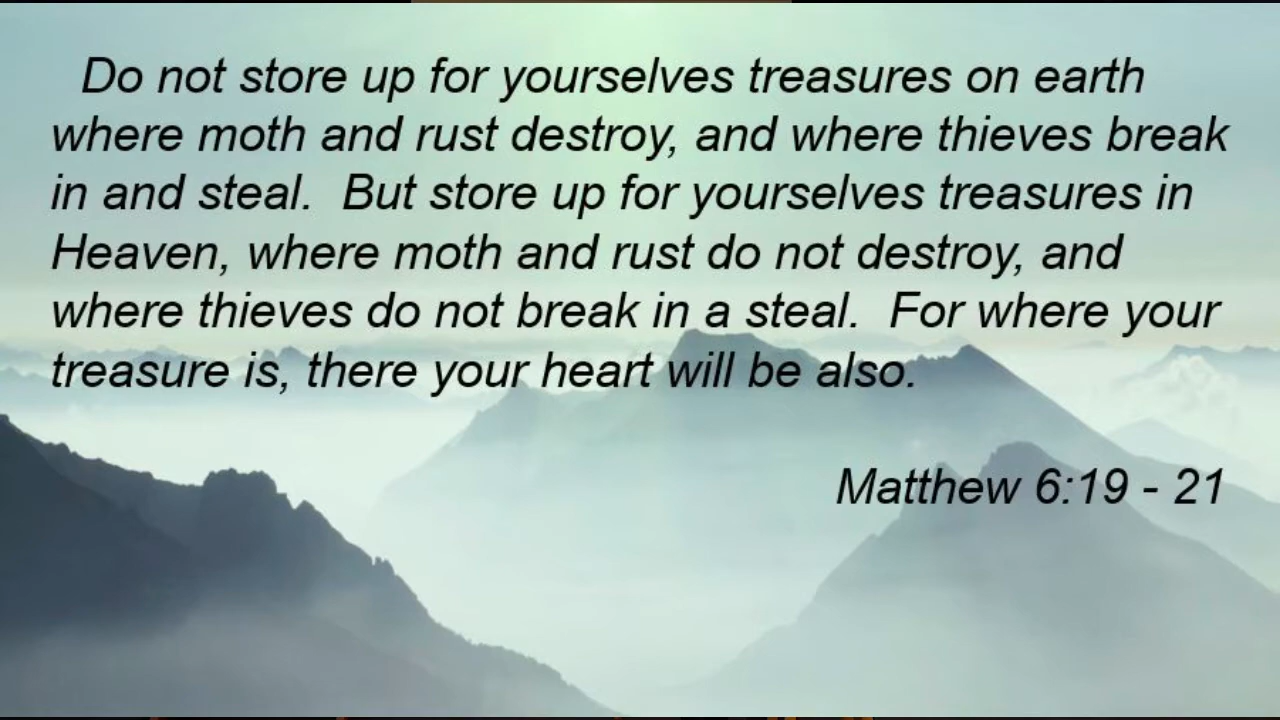 Do not store up for yourselves treasures on earth
where moth and rust destroy, and where thieves break
in and steal.  But store up for yourselves treasures in
Heaven, where moth and rust do not destroy, and
where thieves do not break in a steal.  For where your
treasure is, there your heart will be also.
Matthew 6:19 - 21